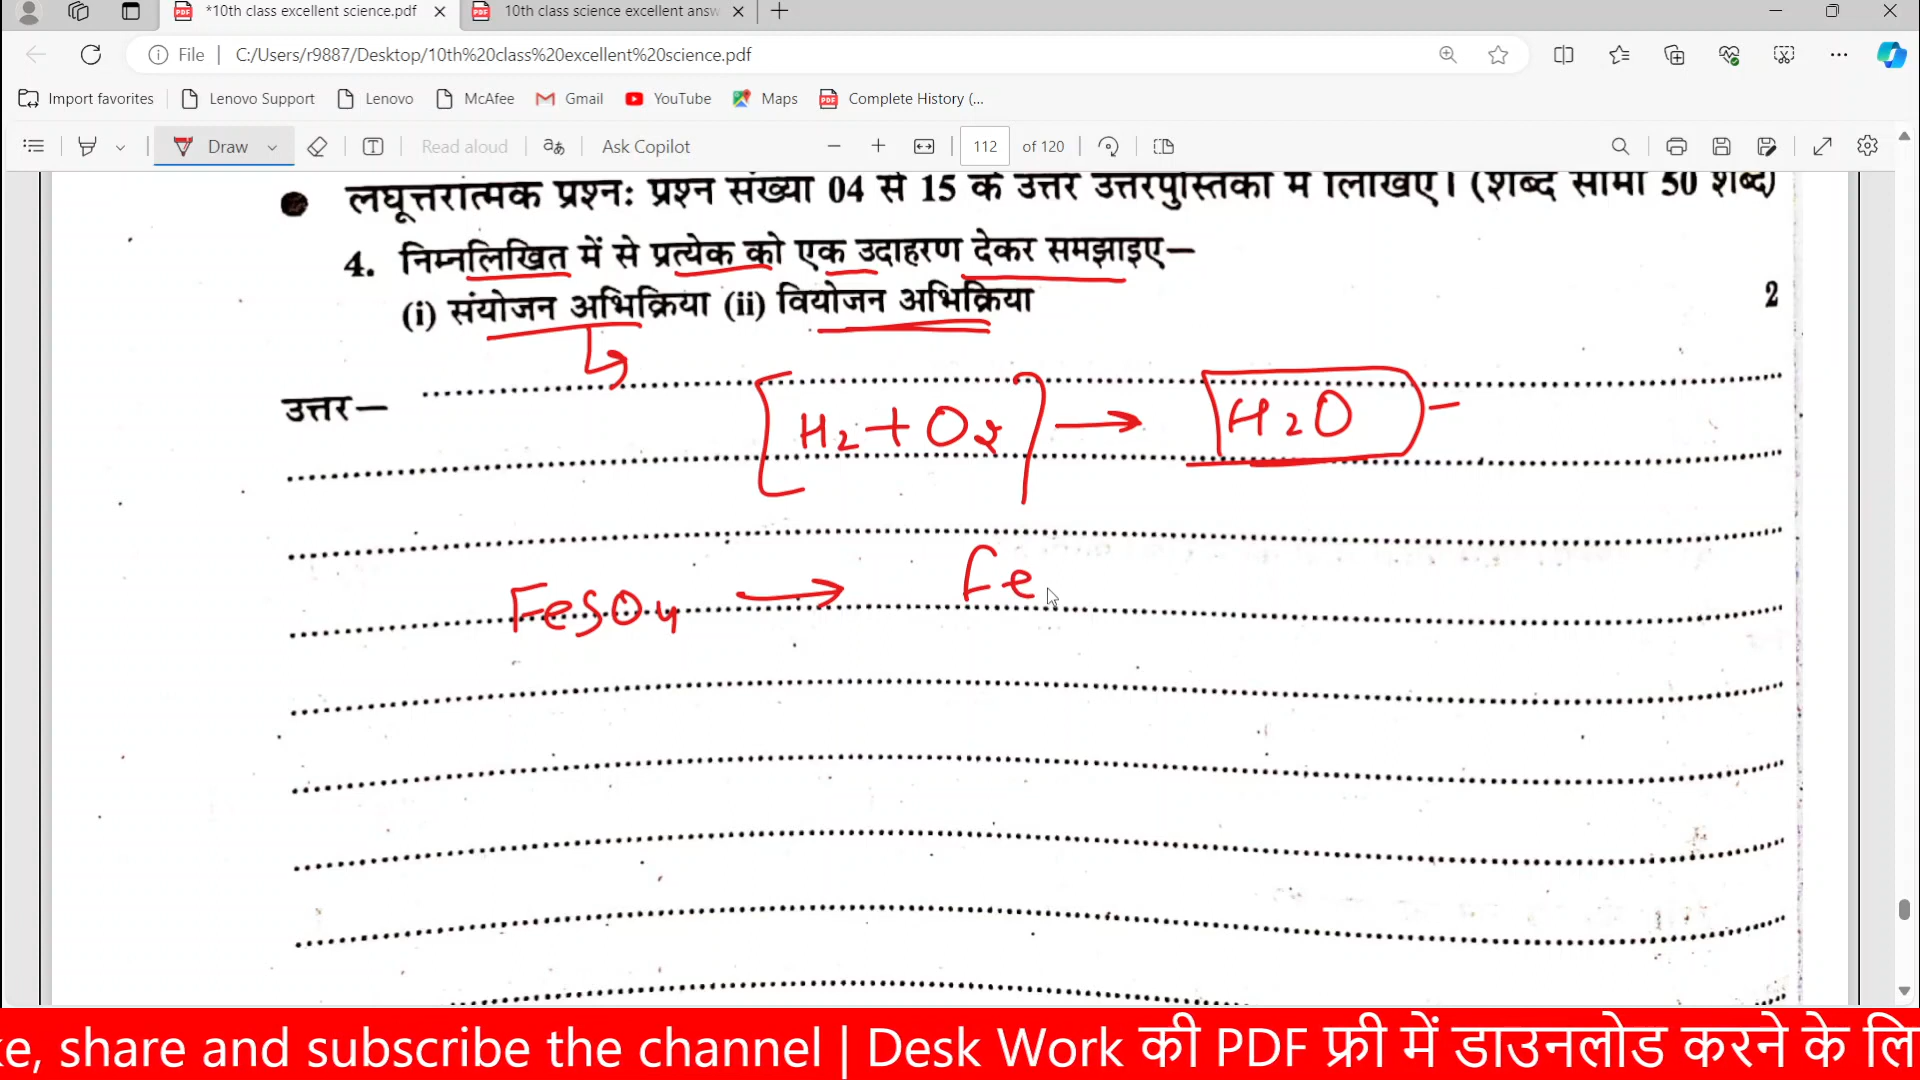 *10th class excellent science.pdf
10th class science excellent answ
File
C:/Users/r9887/Desktop/10th%20class%20excellent%20science.pdf
Import favorites
Lenovo Support
Lenovo
McAfee
Gmail
YouTube
Maps
Complete History (...
Draw
Read aloud
Ask Copilot
112 of 120
लघूत्तरात्मक प्रश्नः प्रश्न संख्या 04 से 15 के उत्तर उत्तरपुस्तिका में लिखिए। (शब्द सीमा 50 शब्द)
4. निम्नलिखित में से प्रत्येक को एक उदाहरण देकर समझाइए–
(i) संयोजन अभिक्रिया (ii) वियोजन अभिक्रिया 2
उत्तर–
H2 + O2 → H2O
FeSO4 → Fe
ke, share and subscribe the channel | Desk Work की PDF फ्री में डाउनलोड करने के लि